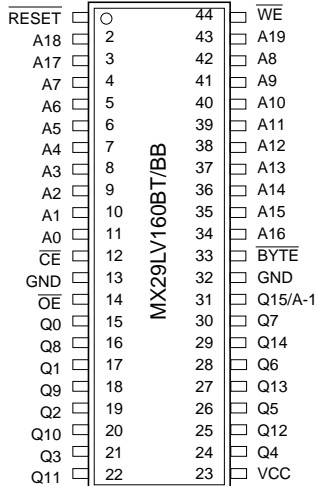 RESET 44 WE
A18 2 43 A19
A17 3 42 A8
A7 4 41 A9
A6 5 40 A10
A5 6 39 A11
A4 7 38 A12
A3 8 37 A13
A2 9 36 A14
A1 10 35 A15
A0 11 34 A16
CE 12 33 BYTE
GND 13 32 GND
OE 14 31 Q15/A-1
Q0 15 30 Q7
Q8 16 29 Q14
Q1 17 28 Q6
Q9 18 27 Q13
Q2 19 26 Q5
Q10 20 25 Q12
Q3 21 24 Q4
Q11 22 23 VCC
MX29LV160BT/BB